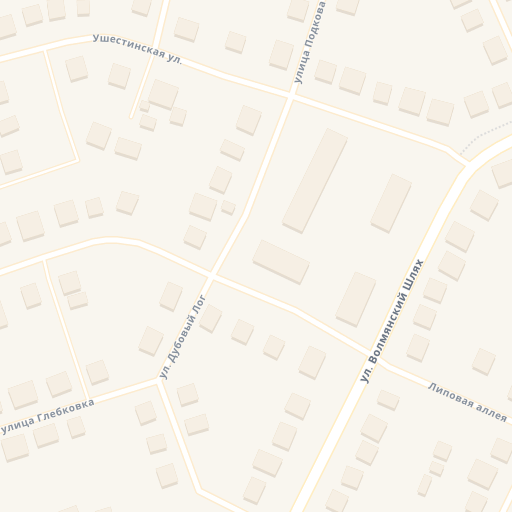 улица Подкова
Ушестинская ул.
ул. Волмянский Шлях
ул. Дубовый Лог
Липовая аллея
улица Глебковка